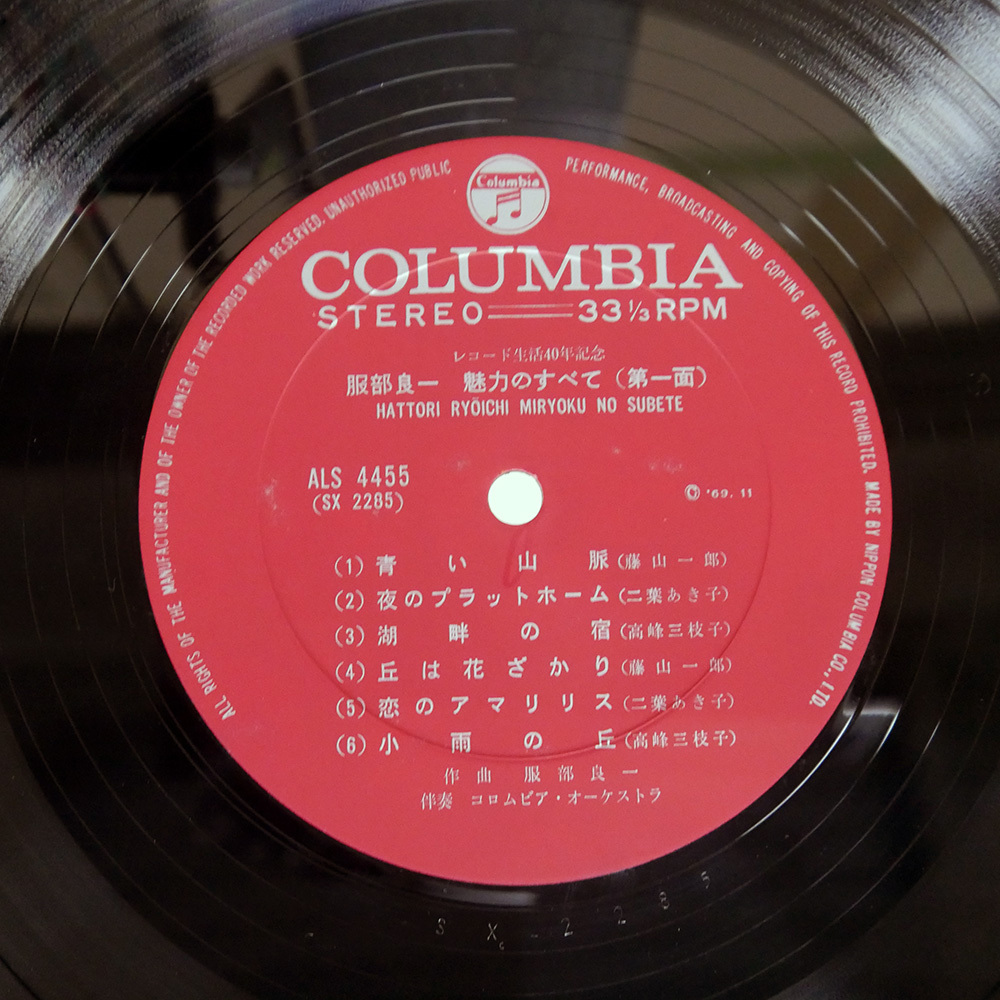 ALL RIGHTS OF THE MANUFACTURER AND OF THE OWNER OF THE RECORDED WORK RESERVED. UNAUTHORIZED PUBLIC PERFORMANCE, BROADCASTING AND COPYING OF THIS RECORD PROHIBITED. MADE BY NIPPON COLUMBIA CO., LTD.
Columbia
COLUMBIA
STEREO 33 1/3 RPM
レコード生活40年記念
服部良一 魅力のすべて(第一面)
HATTORI RYŌICHI MIRYOKU NO SUBETE
ALS 4455
(SX 2285)
Ⓒ '69. 11
(1) 青い山脈 (藤山一郎)
(2) 夜のプラットホーム (二葉あき子)
(3) 湖畔の宿 (高峰三枝子)
(4) 丘は花ざかり (藤山一郎)
(5) 恋のアマリリス (二葉あき子)
(6) 小雨の丘 (高峰三枝子)
作曲 服部良一
伴奏 コロムビア・オーケストラ
S X c - 2 2 8 5